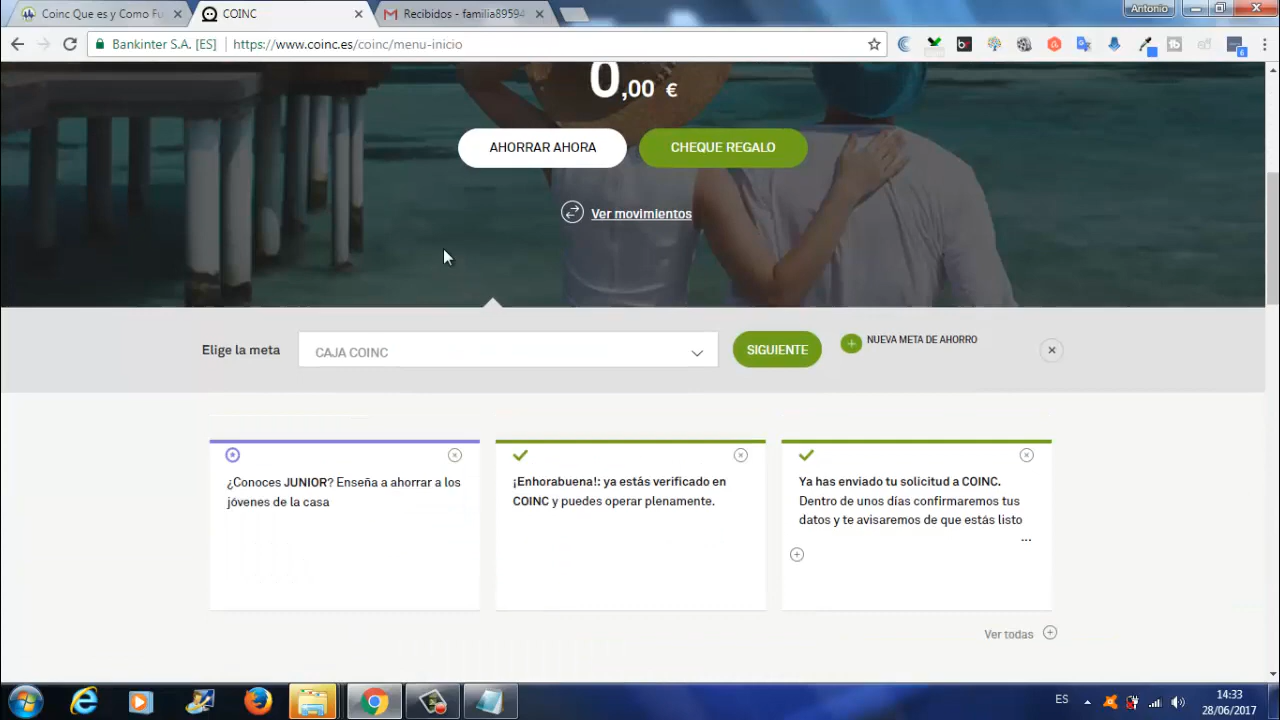 Coinc Que es y Como Fu
COINC
Recibidos - familia89594
Antonio
Bankinter S.A. [ES]
https://www.coinc.es/coinc/menu-inicio
0,00 €
AHORRAR AHORA
CHEQUE REGALO
Ver movimientos
Elige la meta
CAJA COINC
SIGUIENTE
NUEVA META DE AHORRO
¿Conoces JUNIOR? Enseña a ahorrar a los
jóvenes de la casa
¡Enhorabuena!: ya estás verificado en
COINC y puedes operar plenamente.
Ya has enviado tu solicitud a COINC.
Dentro de unos días confirmaremos tus
datos y te avisaremos de que estás listo
...
Ver todas
ES
14:33
28/06/2017